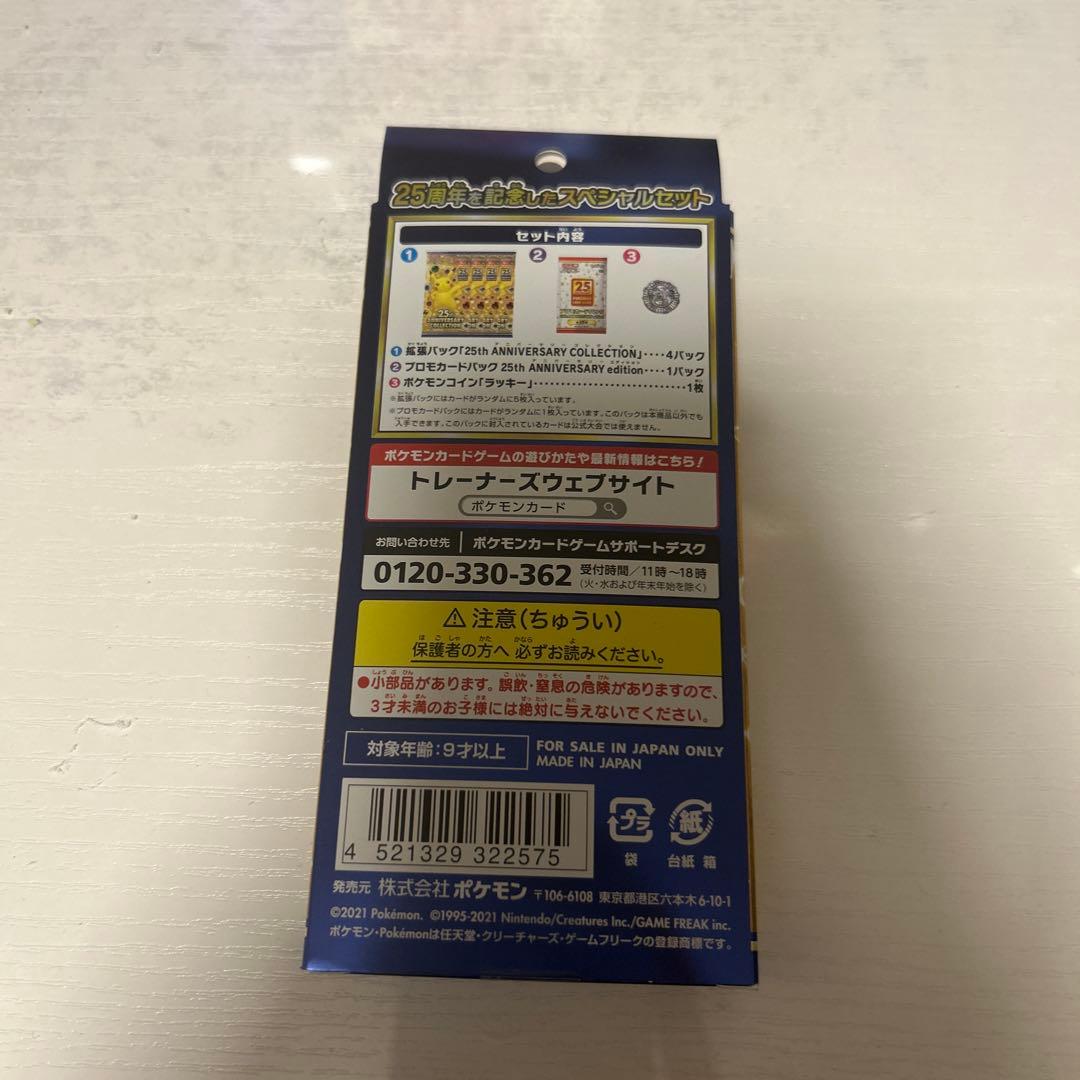 25周年を記念したスペシャルセット
セット内容
1 2 3
25th ANNIVERSARY COLLECTION
25
1 拡張パック「25th ANNIVERSARY COLLECTION」････4パック
2 プロモカードパック 25th ANNIVERSARY edition････1パック
3 ポケモンコイン「ラッキー」････････････････････････････1枚
※拡張パックにはカードがランダムに5枚入っています。
※プロモカードパックにはカードがランダムに1枚入っています。このパックは本商品以外でも
入手できます。このパックに封入されているカードは公式大会では使えません。
ポケモンカードゲームの遊びかたや最新情報はこちら！
トレーナーズウェブサイト
ポケモンカード
お問い合わせ先 | ポケモンカードゲームサポートデスク
0120-330-362 受付時間／11時～18時
(火・水および年末年始を除く)
⚠ 注意（ちゅうい）
保護者の方へ 必ずお読みください。
●小部品があります。誤飲・窒息の危険がありますので、
3才未満のお子様には絶対に与えないでください。
対象年齢：9才以上
FOR SALE IN JAPAN ONLY
MADE IN JAPAN
4 521329 322575
プラ 紙
袋 台紙 箱
発売元 株式会社 ポケモン 〒106-6108 東京都港区六本木6-10-1
©2021 Pokémon. ©1995-2021 Nintendo/Creatures Inc./GAME FREAK inc.
ポケモン・Pokémonは任天堂・クリーチャーズ・ゲームフリークの登録商標です。